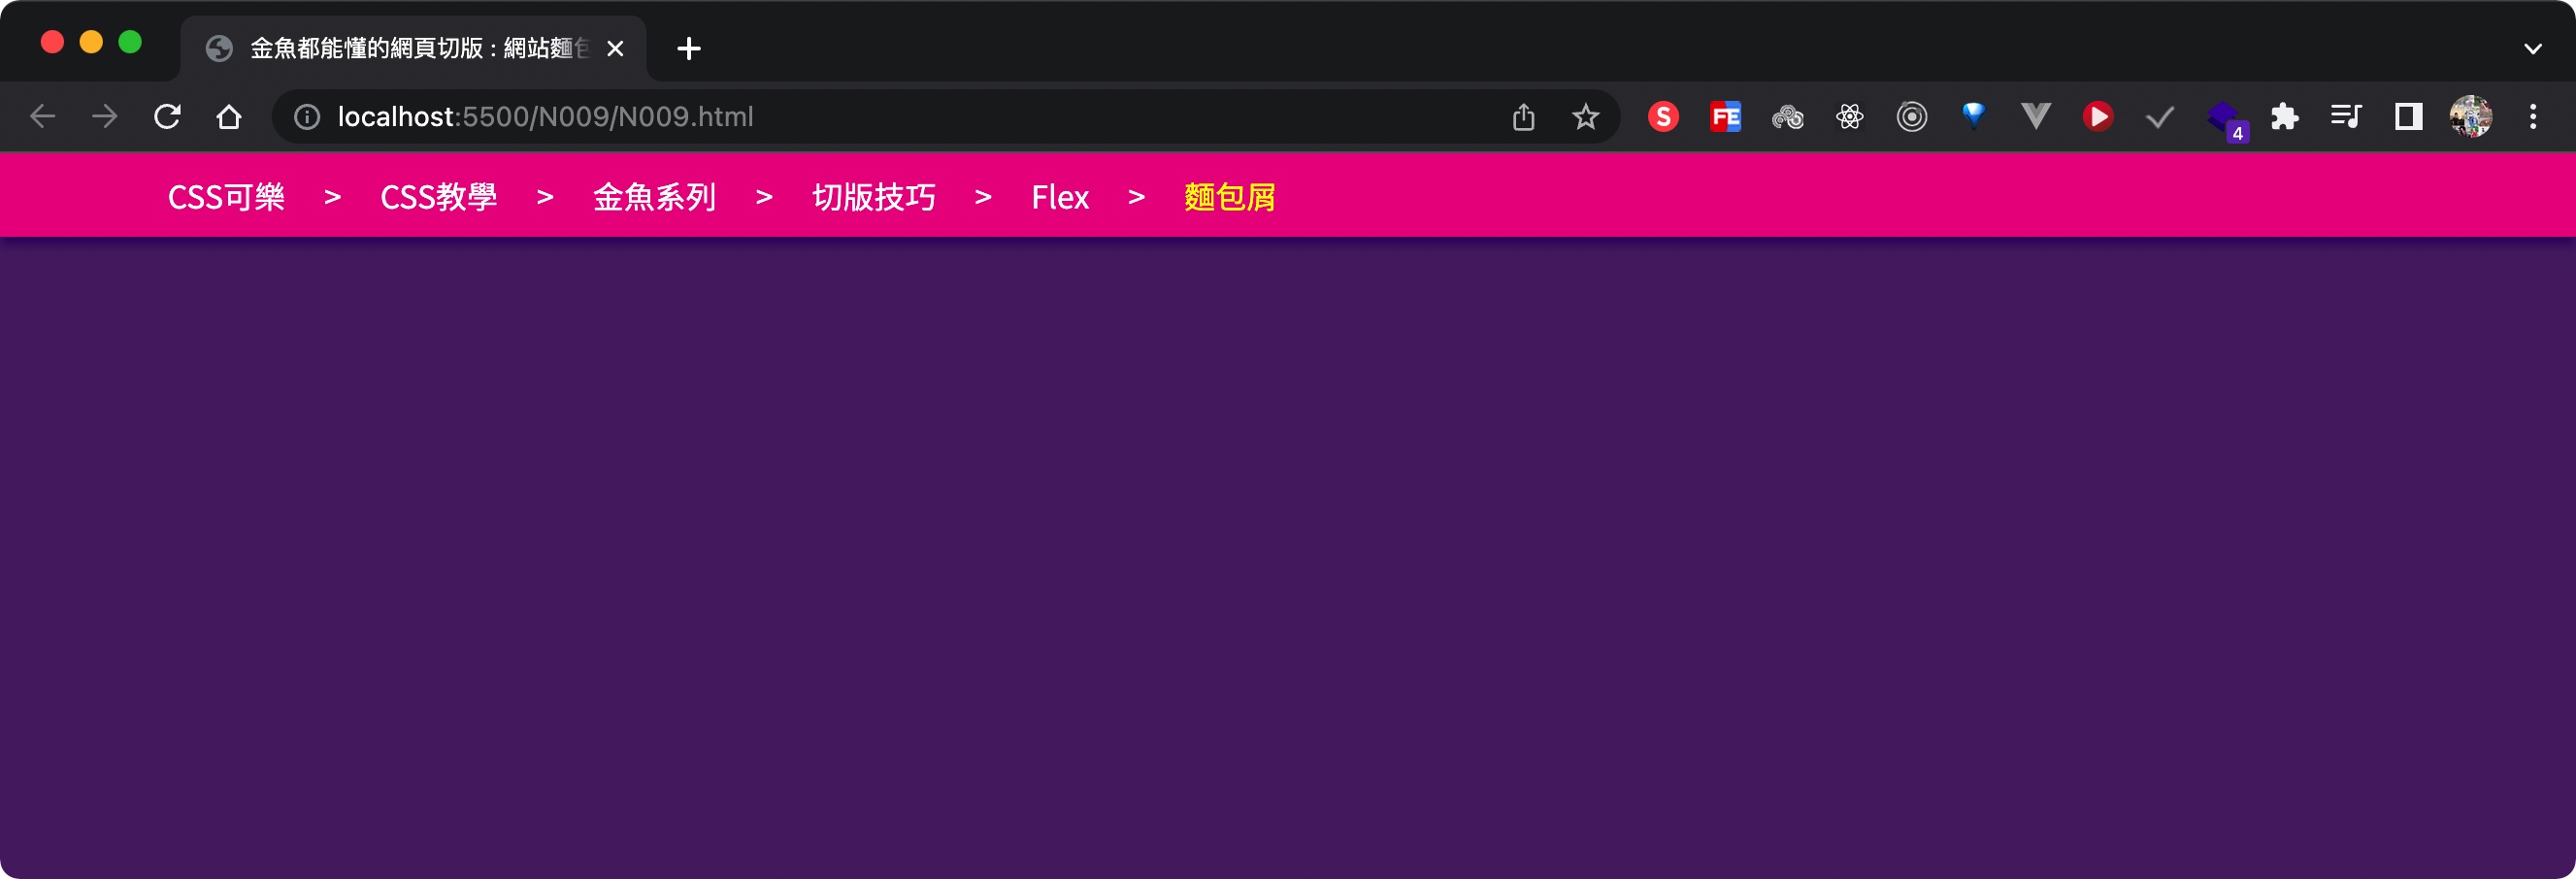 金魚都能懂的網頁切版 : 網站麵包
localhost:5500/N009/N009.html
S FE 4
CSS可樂 > CSS教學 > 金魚系列 > 切版技巧 > Flex > 麵包屑